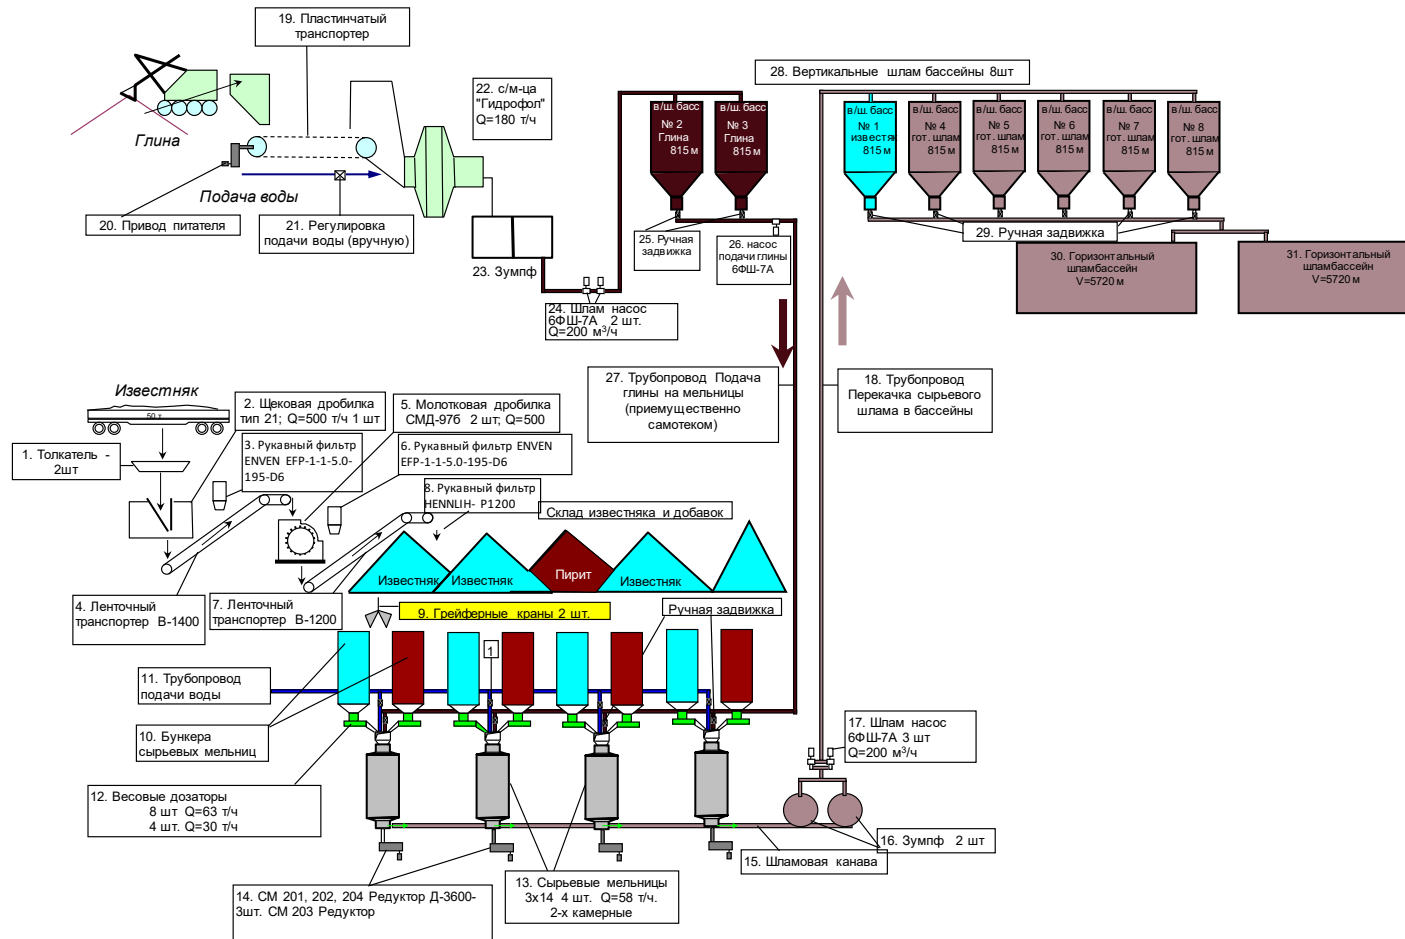 19. Пластинчатый
транспортер
22. с/м-ца
"Гидрофол"
Q=180 т/ч
Глина
Подача воды
20. Привод питателя
21. Регулировка
подачи воды (вручную)
23. Зумпф
24. Шлам насос
6ФШ-7А 2 шт.
Q=200 м³/ч
в/ш. басс
№ 2
Глина
815 м
в/ш. басс
№ 3
Глина
815 м
25. Ручная
задвижка
26. насос
подачи глины
6ФШ-7А
28. Вертикальные шлам бассейны 8шт
в/ш. басс
№ 1
известяк
815 м
в/ш. басс
№ 4
гот. шлам
815 м
в/ш. басс
№ 5
гот. шлам
815 м
в/ш. басс
№ 6
гот. шлам
815 м
в/ш. басс
№ 7
гот. шлам
815 м
в/ш. басс
№ 8
гот. шлам
815 м
29. Ручная задвижка
30. Горизонтальный
шламбассейн
V=5720 м
31. Горизонтальный
шламбассейн
V=5720 м
27. Трубопровод Подача
глины на мельницы
(приемущественно
самотеком)
18. Трубопровод
Перекачка сырьевого
шлама в бассейны
Известняк
50 т
1. Толкатель -
2шт
2. Щековая дробилка
тип 21; Q=500 т/ч 1 шт
3. Рукавный фильтр
ENVEN EFP-1-1-5.0-
195-D6
5. Молотковая дробилка
СМД-97б 2 шт; Q=500
6. Рукавный фильтр ENVEN
EFP-1-1-5.0-195-D6
8. Рукавный фильтр
HENNLIH- P1200
Склад известняка и добавок
Известняк
Известняк
Пирит
Известняк
4. Ленточный
транспортер В-1400
7. Ленточный
транспортер В-1200
9. Грейферные краны 2 шт.
Ручная задвижка
1
11. Трубопровод
подачи воды
10. Бункера
сырьевых мельниц
12. Весовые дозаторы
8 шт Q=63 т/ч
4 шт. Q=30 т/ч
17. Шлам насос
6ФШ-7А 3 шт
Q=200 м³/ч
16. Зумпф 2 шт
15. Шламовая канава
13. Сырьевые мельницы
3х14 4 шт. Q=58 т/ч.
2-х камерные
14. СМ 201, 202, 204 Редуктор Д-3600-
3шт. СМ 203 Редуктор